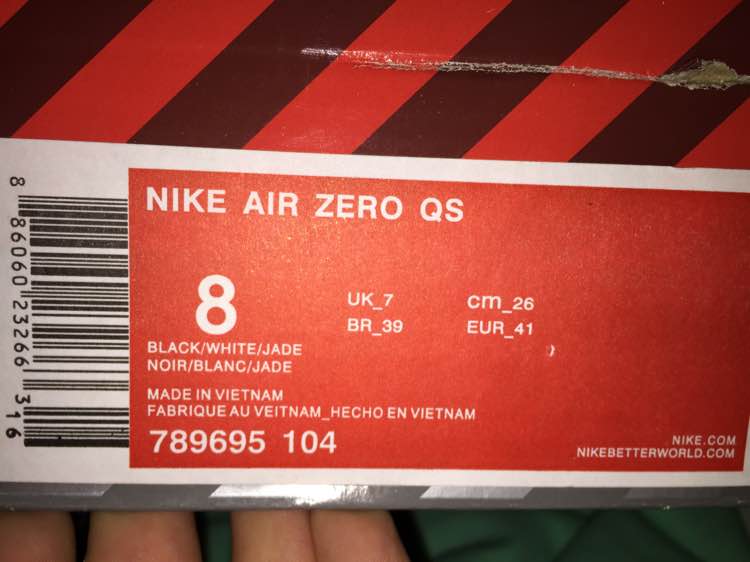 NIKE AIR ZERO QS
8
UK_7
cm_26
BR_39
EUR_41
BLACK/WHITE/JADE
NOIR/BLANC/JADE
MADE IN VIETNAM
FABRIQUE AU VEITNAM_HECHO EN VIETNAM
789695 104
NIKE.COM
NIKEBETTERWORLD.COM
8 86060 23266 316